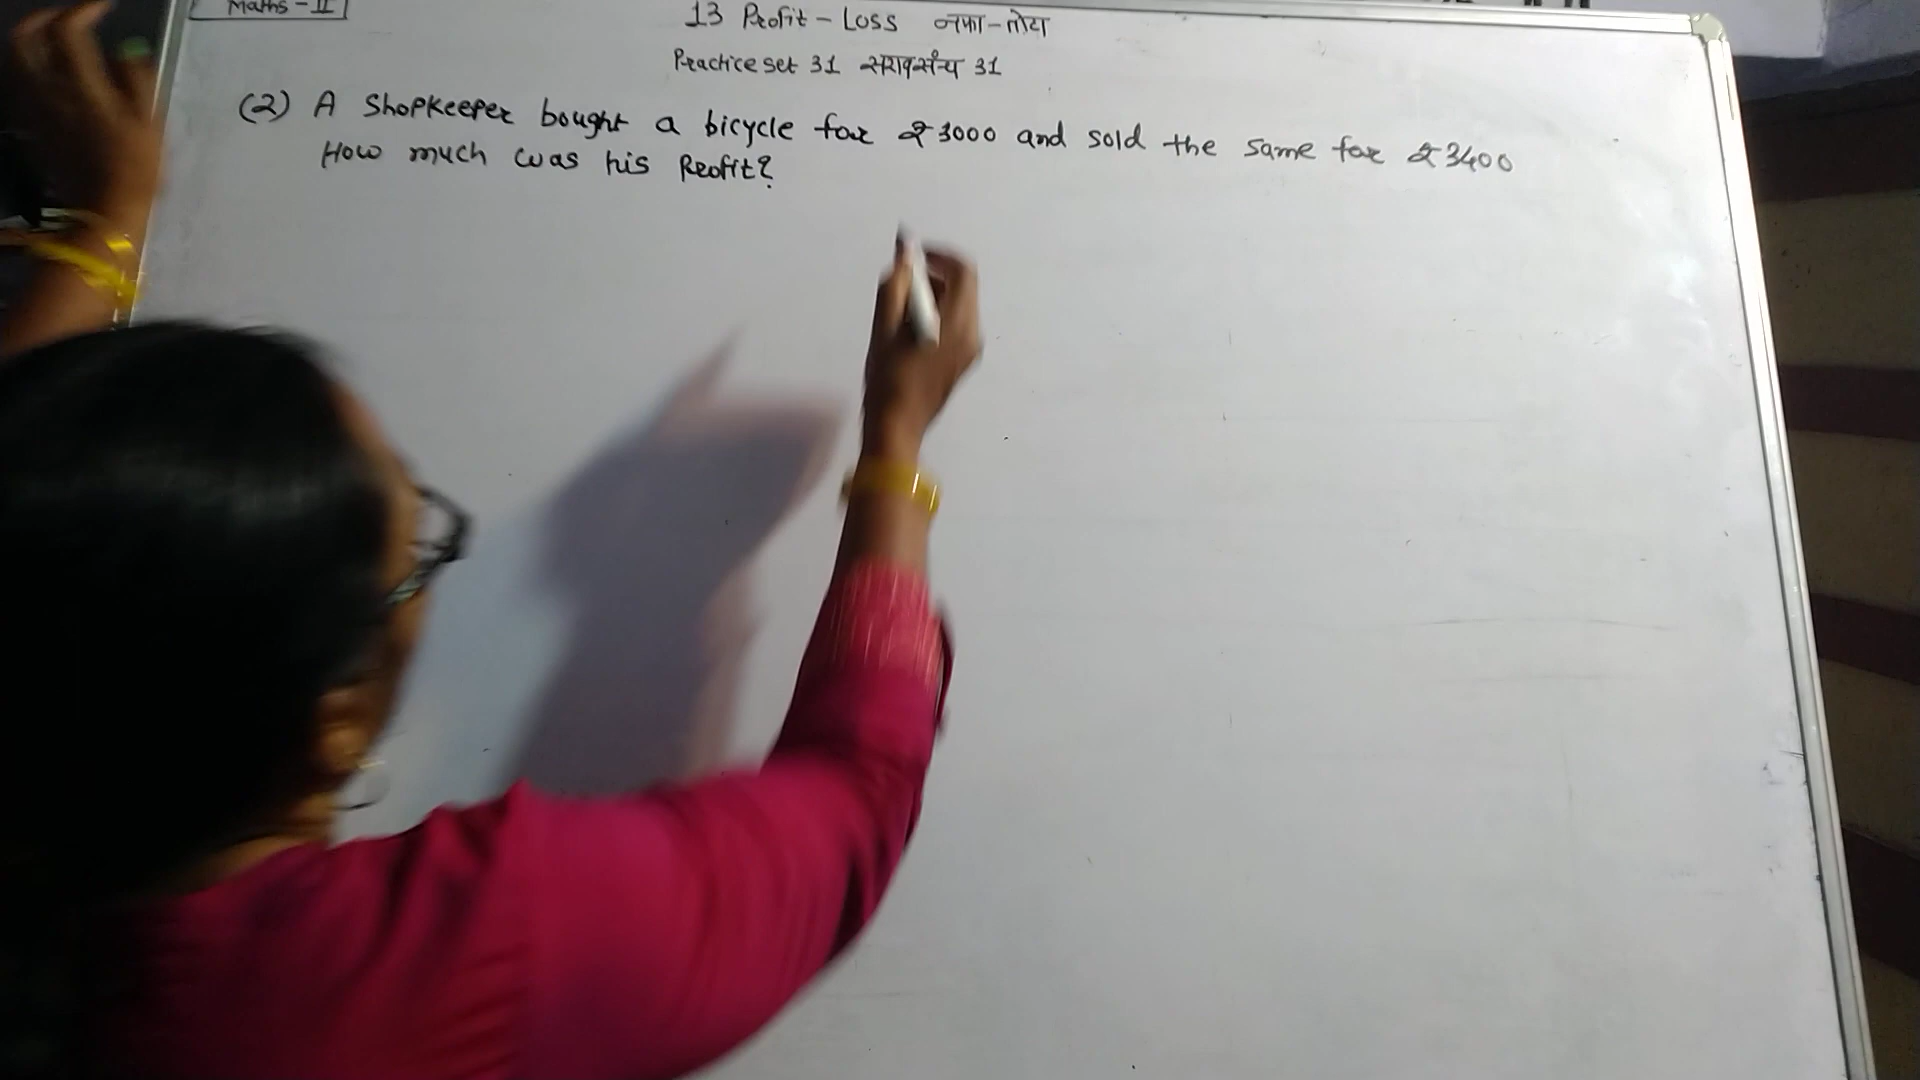 Maths - II
13 Profit - Loss नफा - तोटा
Practice set 31 सरावसंच 31
(2) A Shopkeeper bought a bicycle for ₹ 3000 and sold the same for ₹ 3400
How much was his Profit?